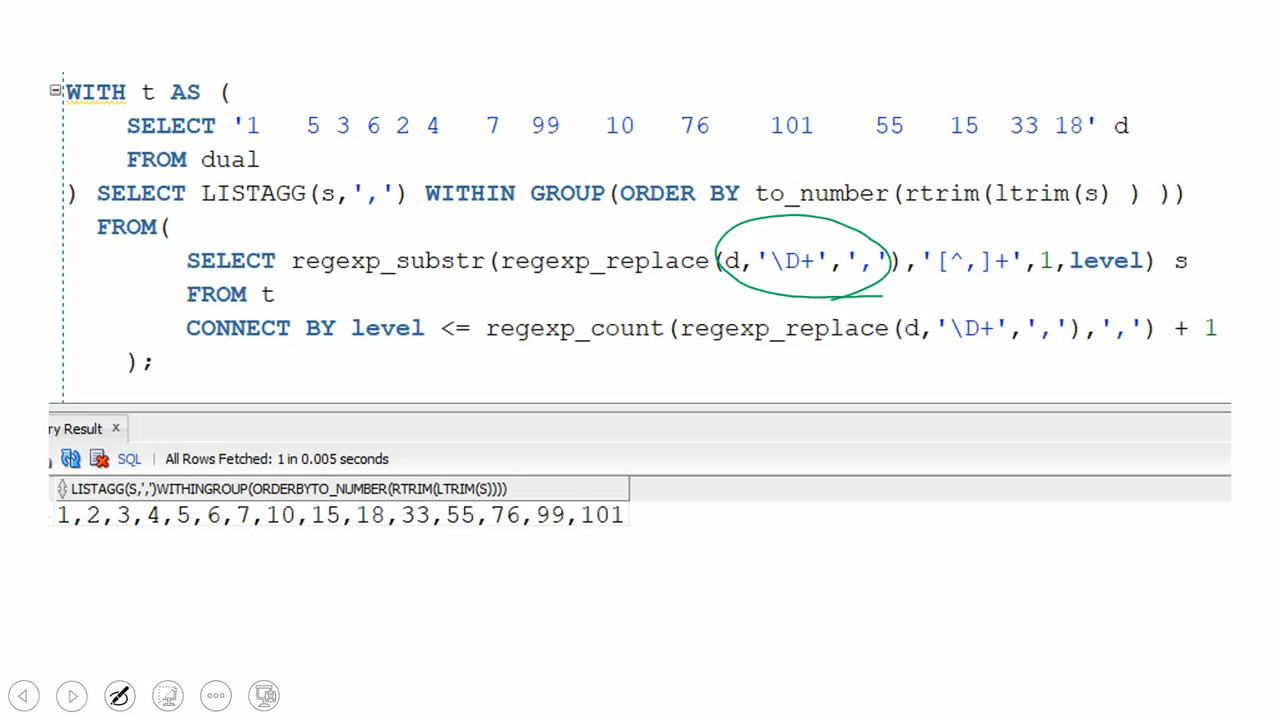 WITH t AS (
SELECT '1   5 3 6 2 4   7  99   10   76    101    55   15  33 18' d
FROM dual
) SELECT LISTAGG(s,',') WITHIN GROUP(ORDER BY to_number(rtrim(ltrim(s) ) ))
FROM(
SELECT regexp_substr(regexp_replace(d,'\D+',','),'[^,]+',1,level) s
FROM t
CONNECT BY level <= regexp_count(regexp_replace(d,'\D+',','),',') + 1
);
ry Result x
SQL | All Rows Fetched: 1 in 0.005 seconds
LISTAGG(S,',')WITHINGROUP(ORDERBYTO_NUMBER(RTRIM(LTRIM(S))))
1,2,3,4,5,6,7,10,15,18,33,55,76,99,101